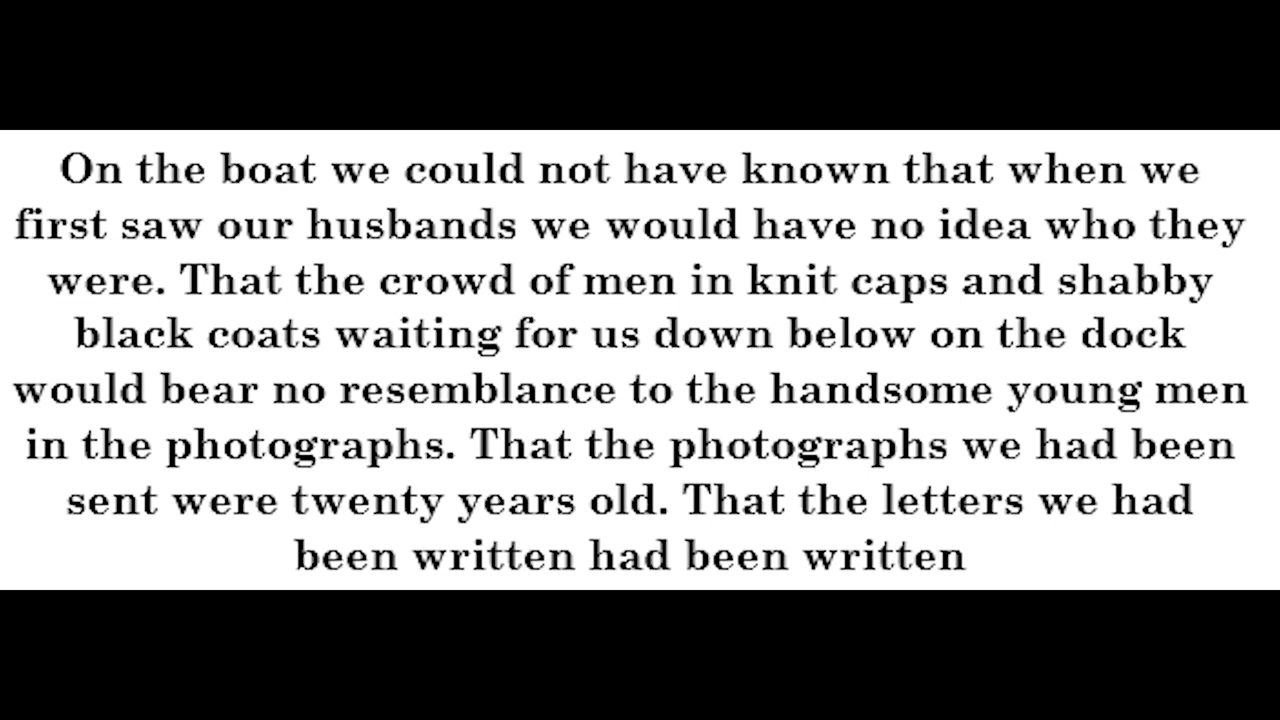 On the boat we could not have known that when we
first saw our husbands we would have no idea who they
were. That the crowd of men in knit caps and shabby
black coats waiting for us down below on the dock
would bear no resemblance to the handsome young men
in the photographs. That the photographs we had been
sent were twenty years old. That the letters we had
been written had been written